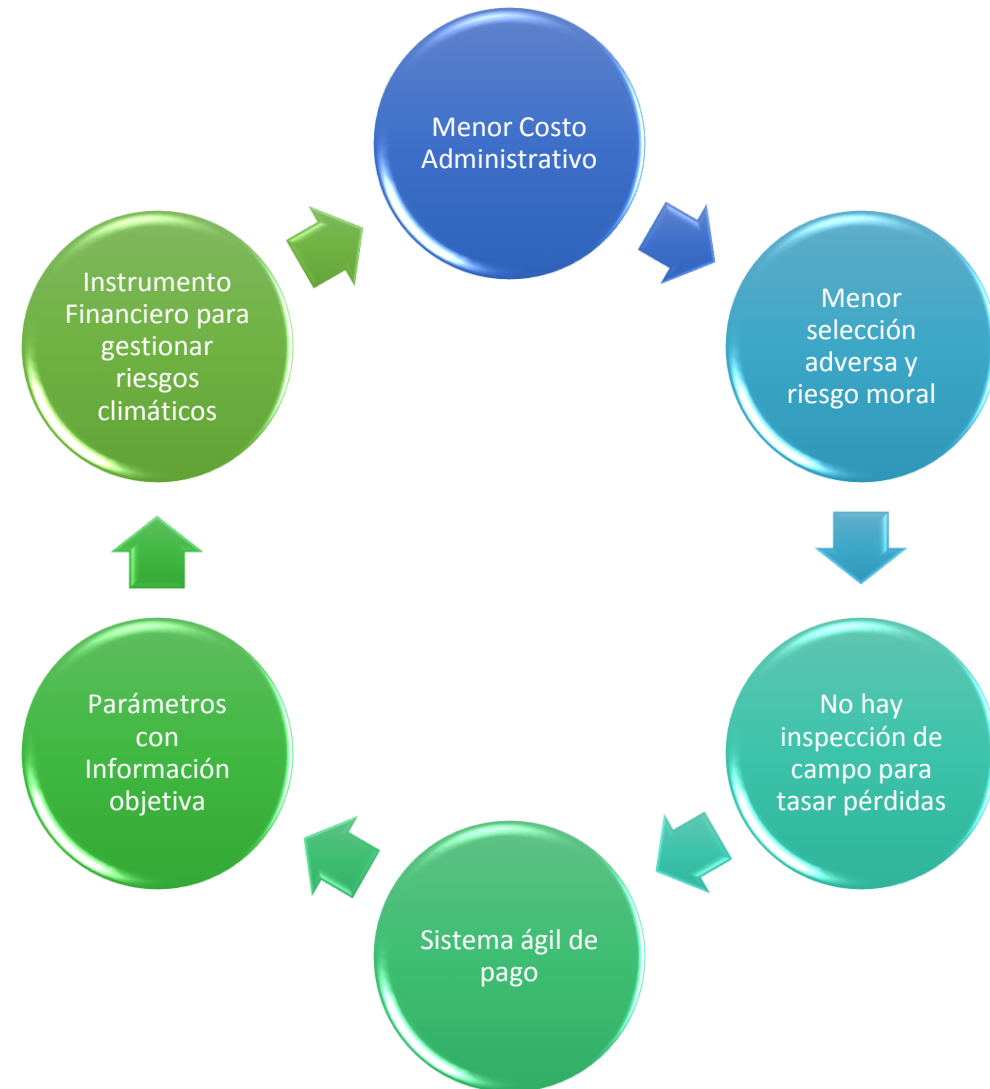 Menor Costo
Administrativo
Menor
selección
adversa y
riesgo moral
No hay
inspección de
campo para
tasar pérdidas
Sistema ágil de
pago
Parámetros
con
Información
objetiva
Instrumento
Financiero para
gestionar
riesgos
climáticos